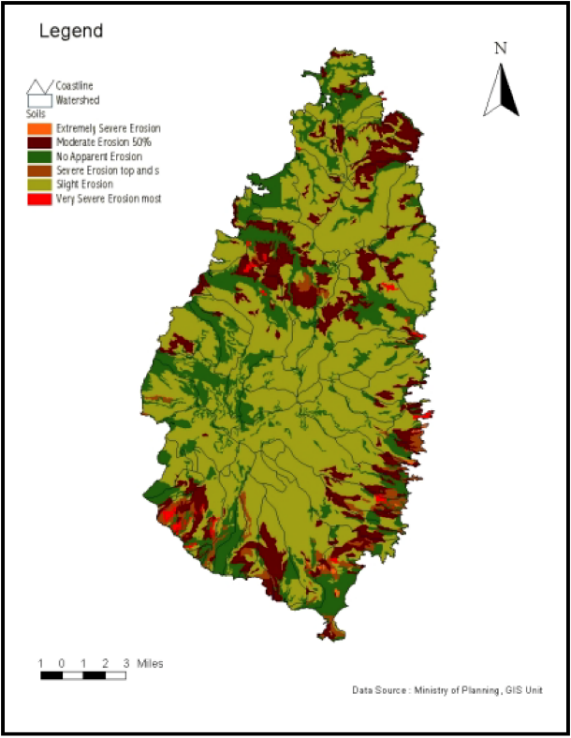 Legend
N
Coastline
Watershed
Soils
Extremely Severe Erosion
Moderate Erosion 50%
No Apparent Erosion
Severe Erosion top and s
Slight Erosion
Very Severe Erosion most
1 0 1 2 3 Miles
Data Source : Ministry of Planning, GIS Unit